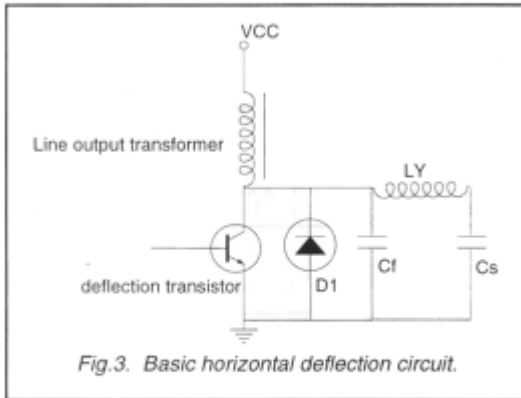 VCC
Line output transformer
LY
Cf
Cs
D1
deflection transistor
Fig.3. Basic horizontal deflection circuit.